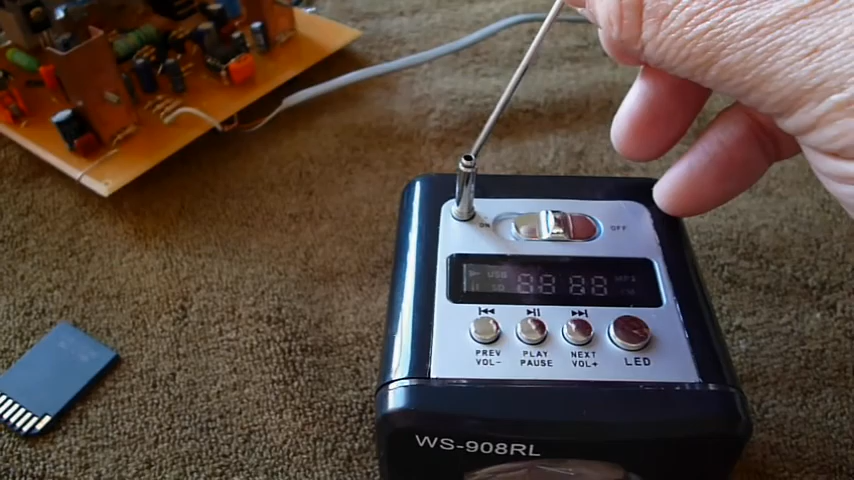 ON OFF
USB 88:88 MP3
SD
PREV PLAY NEXT
VOL- PAUSE VOL+ LED
WS-908RL